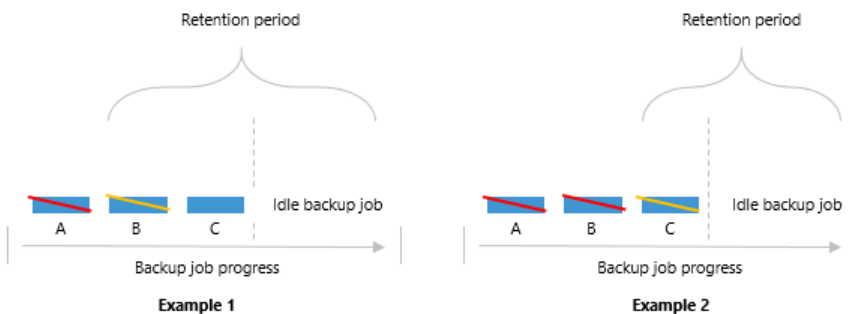 Retention period
Idle backup job
A
B
C
Backup job progress
Example 1
Retention period
Idle backup job
A
B
C
Backup job progress
Example 2